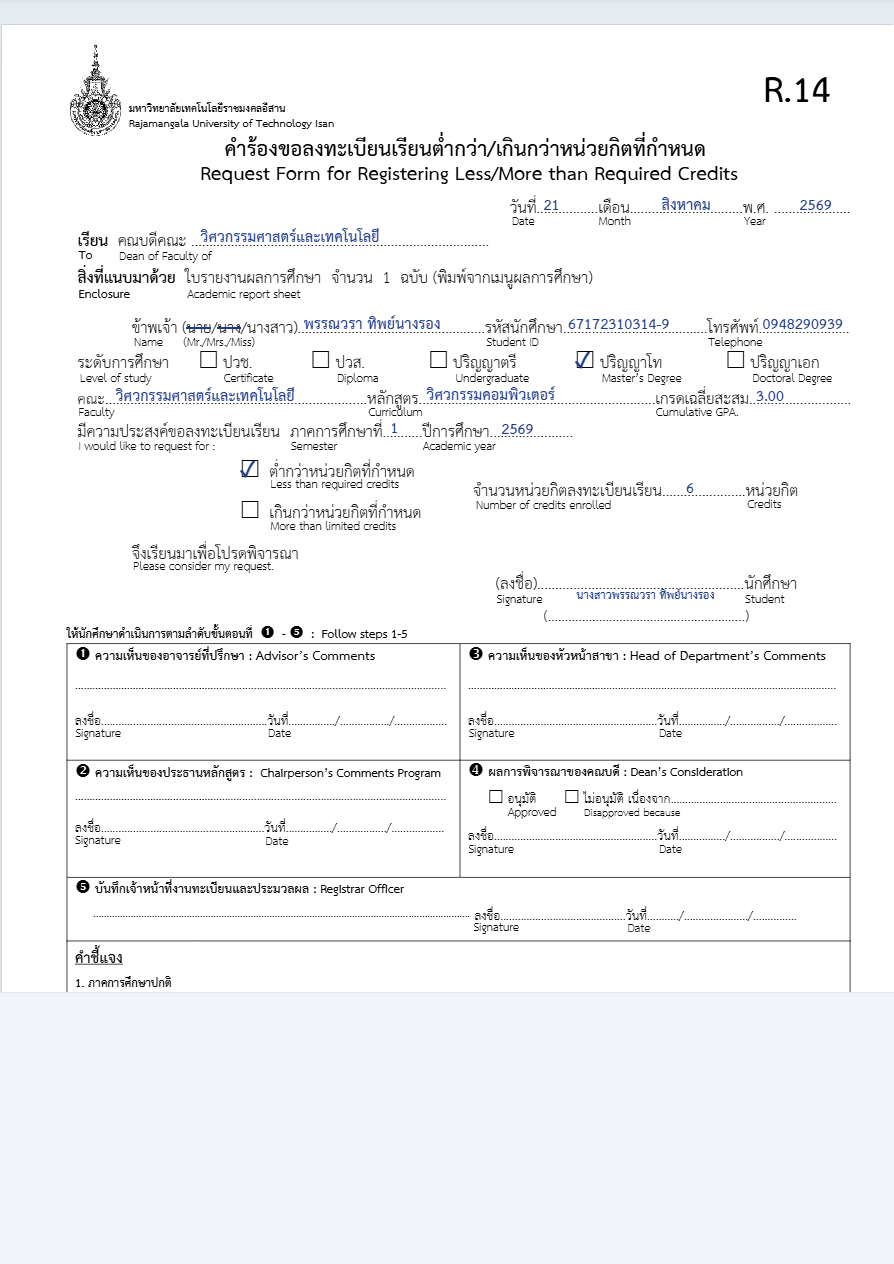 R.14
มหาวิทยาลัยเทคโนโลยีราชมงคลอีสาน
Rajamangala University of Technology Isan
คำร้องขอลงทะเบียนเรียนต่ำกว่า/เกินกว่าหน่วยกิตที่กำหนด
Request Form for Registering Less/More than Required Credits
วันที่ 21 เดือน สิงหาคม พ.ศ. 2569
Date Month Year
เรียน คณบดีคณะ วิศวกรรมศาสตร์และเทคโนโลยี
To Dean of Faculty of
สิ่งที่แนบมาด้วย ใบรายงานผลการศึกษา จำนวน 1 ฉบับ (พิมพ์จากเมนูผลการศึกษา)
Enclosure Academic report sheet
ข้าพเจ้า (นาย/นาง/นางสาว) พรรณวรา ทิพย์นางรอง รหัสนักศึกษา 67172310314-9 โทรศัพท์ 0948290939
Name (Mr./Mrs./Miss) Student ID Telephone
ระดับการศึกษา ☐ ปวช. ☐ ปวส. ☐ ปริญญาตรี ☑ ปริญญาโท ☐ ปริญญาเอก
Level of study Certificate Diploma Undergraduate Master's Degree Doctoral Degree
คณะ วิศวกรรมศาสตร์และเทคโนโลยี หลักสูตร วิศวกรรมคอมพิวเตอร์ เกรดเฉลี่ยสะสม 3.00
Faculty Curriculum Cumulative GPA.
มีความประสงค์ขอลงทะเบียนเรียน ภาคการศึกษาที่ 1 ปีการศึกษา 2569
I would like to request for : Semester Academic year
☑ ต่ำกว่าหน่วยกิตที่กำหนด
Less than required credits
จำนวนหน่วยกิตลงทะเบียนเรียน 6 หน่วยกิต
Number of credits enrolled Credits
☐ เกินกว่าหน่วยกิตที่กำหนด
More than limited credits
จึงเรียนมาเพื่อโปรดพิจารณา
Please consider my request.
(ลงชื่อ) นักศึกษา
Signature นางสาวพรรณวรา ทิพย์นางรอง Student
(....................)
ให้นักศึกษาดำเนินการตามลำดับขั้นตอนที่ ❶ - ❺ : Follow steps 1-5
❶ ความเห็นของอาจารย์ที่ปรึกษา : Advisor's Comments
ลงชื่อ วันที่ / /
Signature Date
❸ ความเห็นของหัวหน้าสาขา : Head of Department's Comments
ลงชื่อ วันที่ / /
Signature Date
❷ ความเห็นของประธานหลักสูตร : Chairperson's Comments Program
ลงชื่อ วันที่ / /
Signature Date
❹ ผลการพิจารณาของคณบดี : Dean's Consideration
☐ อนุมัติ ☐ ไม่อนุมัติ เนื่องจาก
Approved Disapproved because
ลงชื่อ วันที่ / /
Signature Date
❺ บันทึกเจ้าหน้าที่งานทะเบียนและประมวลผล : Registrar Officer
ลงชื่อ วันที่ / /
Signature Date
คำชี้แจง
1. ภาคการศึกษาปกติ